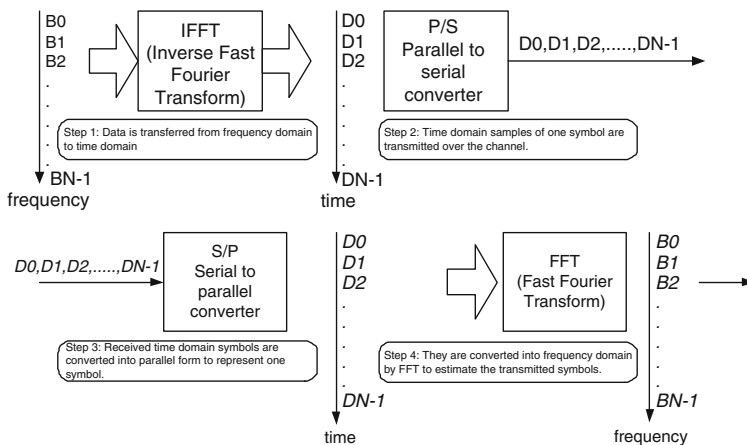 B0
B1
B2
.
.
.
.
.
BN-1
frequency
IFFT
(Inverse Fast
Fourier
Transform)
D0
D1
D2
.
.
.
.
.
DN-1
time
P/S
Parallel to
serial
converter
D0,D1,D2,.....,DN-1
Step 1: Data is transferred from frequency domain
to time domain
Step 2: Time domain samples of one symbol are
transmitted over the channel.
D0,D1,D2,.....,DN-1
S/P
Serial to
parallel
converter
D0
D1
D2
.
.
.
.
.
DN-1
time
FFT
(Fast Fourier
Transform)
B0
B1
B2
.
.
.
.
.
BN-1
frequency
Step 3: Received time domain symbols are
converted into parallel form to represent one
symbol.
Step 4: They are converted into frequency domain
by FFT to estimate the transmitted symbols.